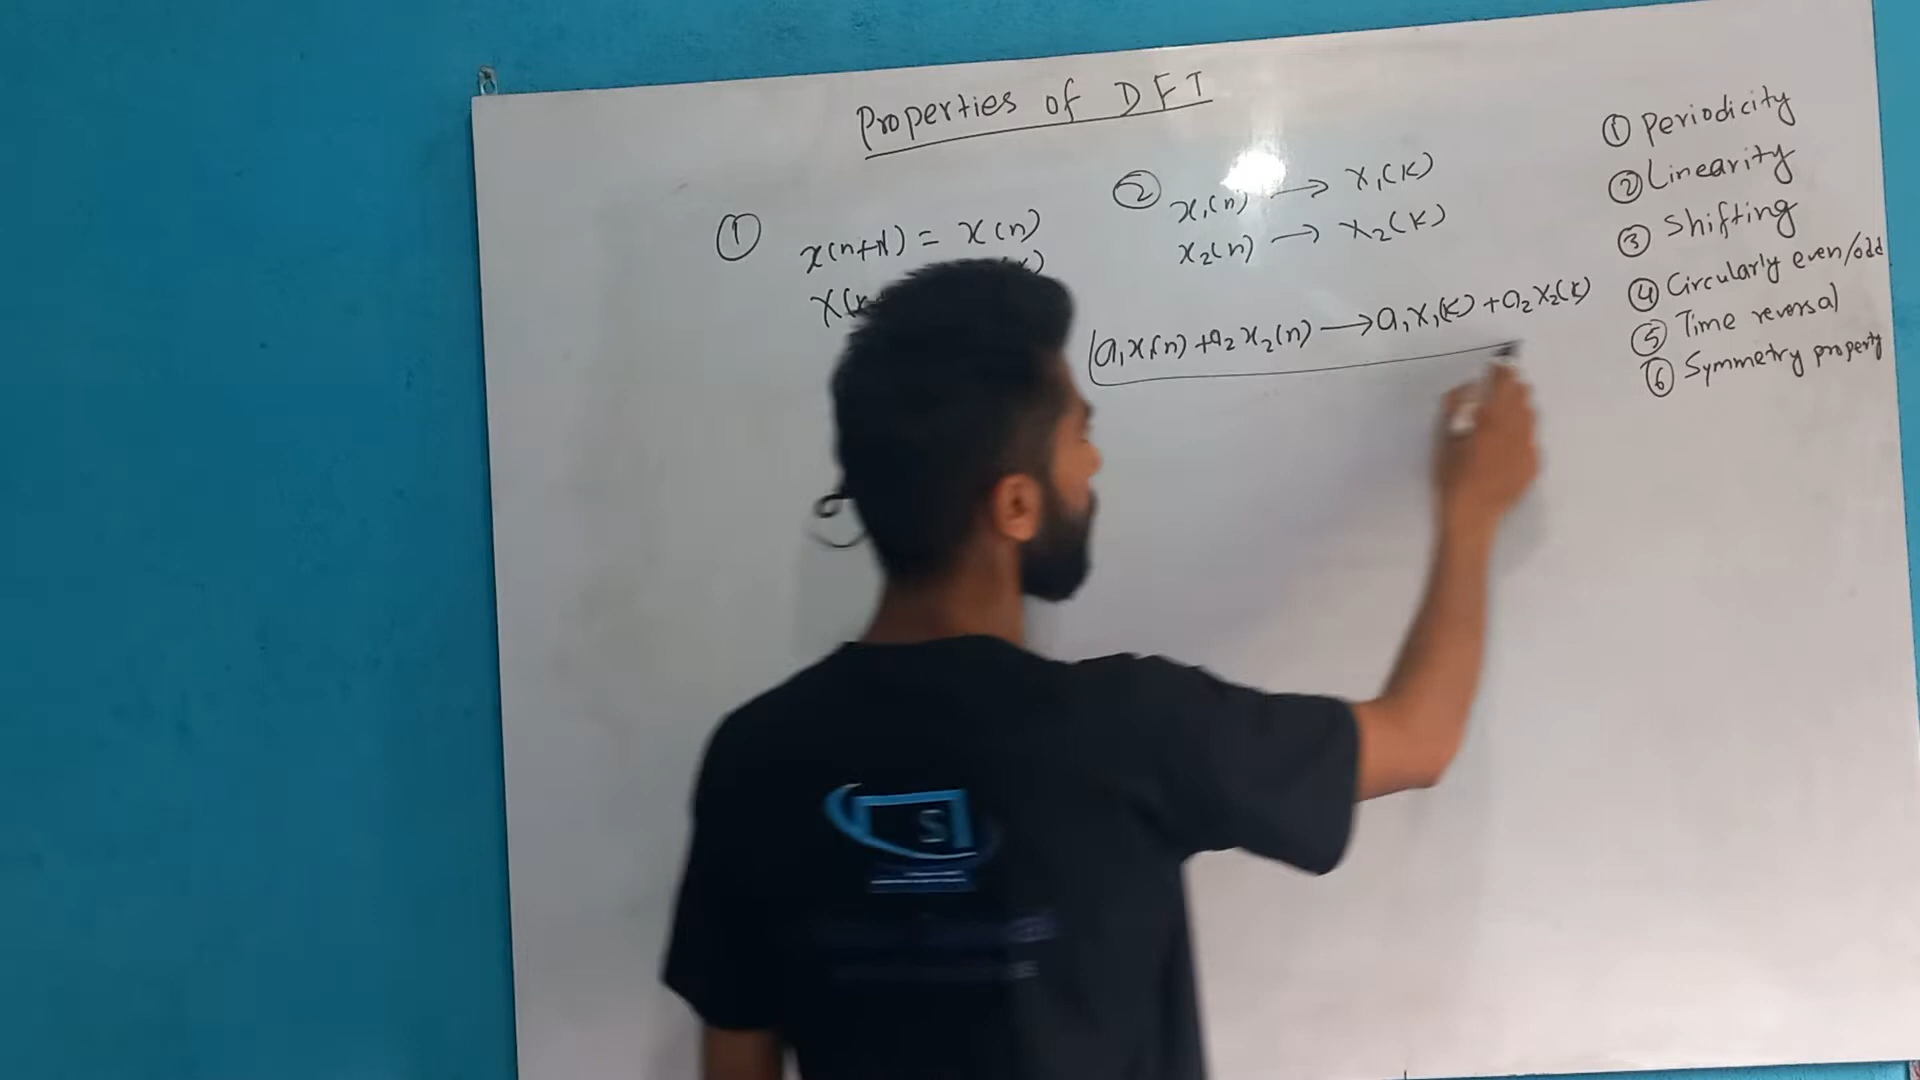 Properties of DFT
①
x(n+N) = x(n)
X(k
② x₁(n) → X₁(K)
x₂(n) → X₂(K)
a₁x₁(n) + a₂x₂(n) → a₁X₁(K) + a₂X₂(K)
① Periodicity
② Linearity
③ Shifting
④ Circularly even/odd
⑤ Time reversal
⑥ Symmetry property
S